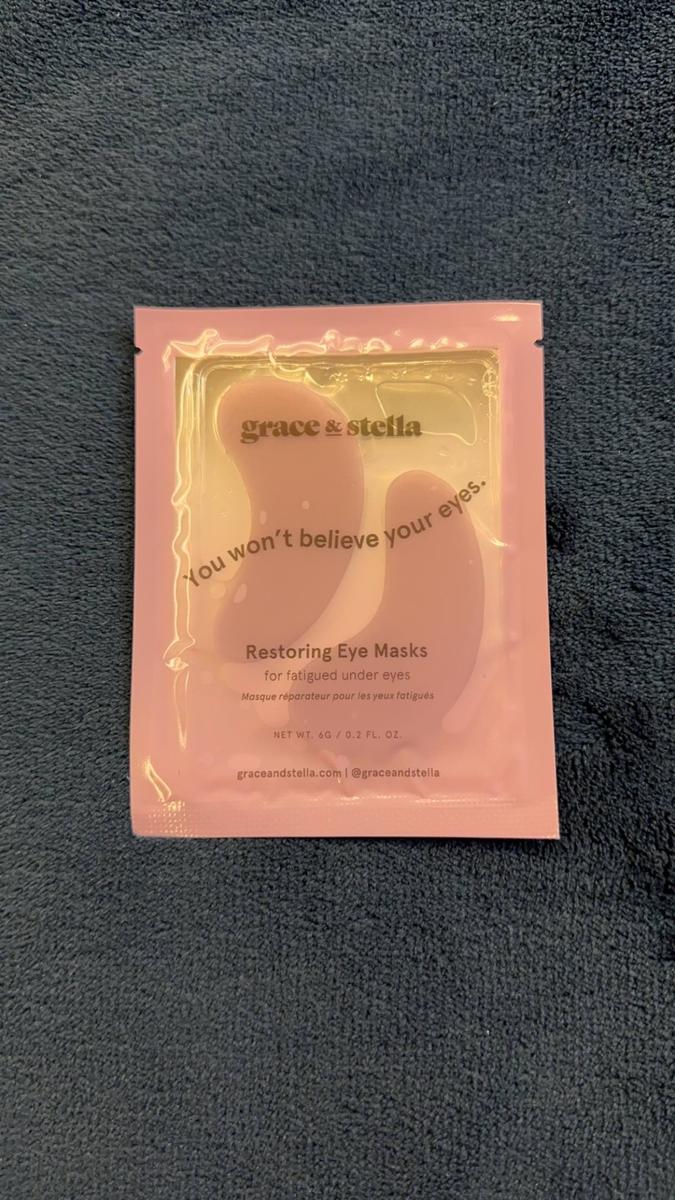 grace & stella
You won't believe your eyes.
Restoring Eye Masks
for fatigued under eyes
Masque réparateur pour les yeux fatigués
NET WT. 6G / 0.2 FL. OZ.
graceandstella.com | @graceandstella